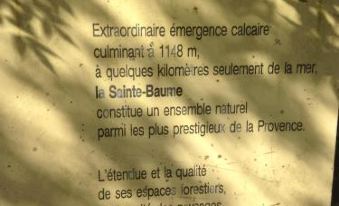 Extraordinaire émergence calcaire
culminant à 1148 m,
à quelques kilomètres seulement de la mer,
la Sainte-Baume
constitue un ensemble naturel
parmi les plus prestigieux de la Provence.
L'étendue et la qualité
de ses espaces forestiers,